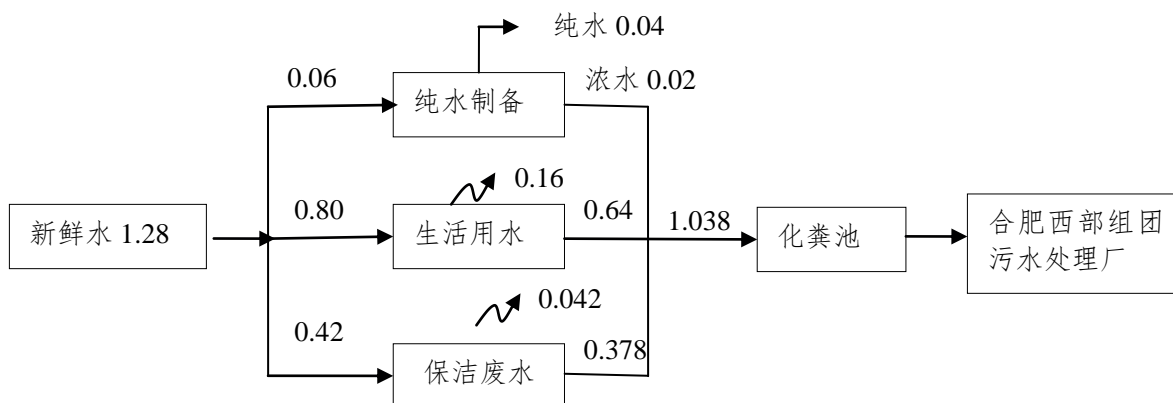 纯水 0.04
0.06
浓水 0.02
纯水制备
0.16
0.80
0.64
新鲜水 1.28
生活用水
1.038
化粪池
合肥西部组团
污水处理厂
0.042
0.42
0.378
保洁废水